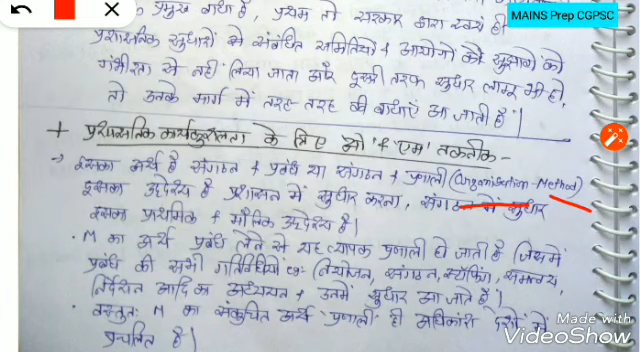 MAINS Prep CGPSC
प्रमुख बाधा है, प्रथम तो सरकार द्वारा स्वयं ही
प्रशासनिक सुधारों से संबंधित समितियों + आयोगों की सुझावों को
गंभीरता से नहीं लिया जाता और दूसरी तरफ सुधार लागू भी हो,
तो उनके मार्ग में तरह तरह की बाधाएँ आ जाती है|
+ प्रशासनिक कार्यकुशलता के लिए ओ '+' एम' तकनीक -
→ इसका अर्थ है संगठन + प्रबंध या संगठन + प्रणाली (Organisation-Method)
इसका उद्देश्य है प्रशासन में सुधार करना, संगठन में सुधार
इसका प्राथमिक + मौलिक उद्देश्य है|
• M का अर्थ प्रबंध लेने से यह व्यापक प्रणाली हो जाती है जिसमें
प्रबंध की सभी गतिविधियों नियोजन, संगठन, स्टॉफिंग, समन्वय,
निर्देशन आदि का अध्ययन + उनमें सुधार आ जाते है|
• वस्तुतः M का संकुचित अर्थ 'प्रणाली' ही अधिकांश देशों में
प्रचलित है|
Made with
VideoShow